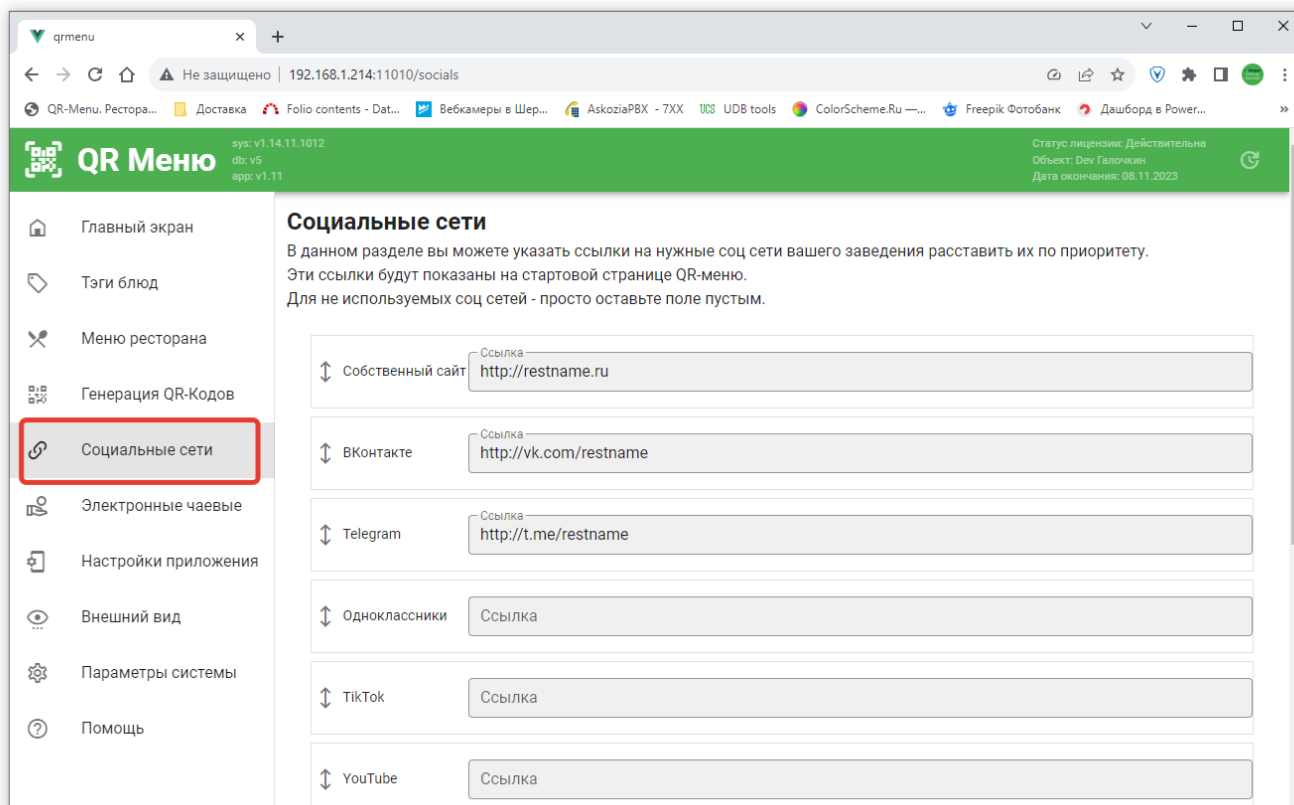 qrmenu
Не защищено | 192.168.1.214:11010/socials
QR-Menu. Рестора... Доставка Folio contents - Dat... Вебкамеры в Шер... AskoziaPBX - 7XX UCS UDB tools ColorScheme.Ru —... Freepik Фотобанк Дашборд в Power... »
QR Меню
sys: v1.14.11.1012
db: v5
app: v1.11
Статус лицензии: Действительна
Объект: Dev Галочкин
Дата окончания: 08.11.2023
Главный экран
Тэги блюд
Меню ресторана
Генерация QR-Кодов
Социальные сети
Электронные чаевые
Настройки приложения
Внешний вид
Параметры системы
Помощь
Социальные сети
В данном разделе вы можете указать ссылки на нужные соц сети вашего заведения расставить их по приоритету.
Эти ссылки будут показаны на стартовой странице QR-меню.
Для не используемых соц сетей - просто оставьте поле пустым.
Ссылка
Собственный сайт http://restname.ru
Ссылка
ВКонтакте http://vk.com/restname
Ссылка
Telegram http://t.me/restname
Одноклассники Ссылка
TikTok Ссылка
YouTube Ссылка